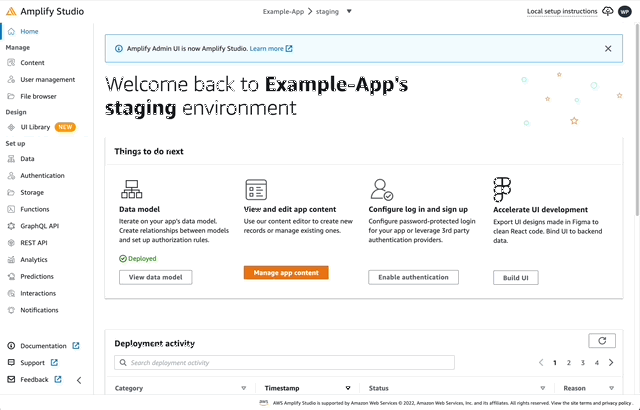 Amplify Studio
Example-App > staging
Local setup instructions
WP
Home
Manage
Content
User management
File browser
Design
UI Library NEW
Set up
Data
Authentication
Storage
Functions
GraphQL API
REST API
Analytics
Predictions
Interactions
Notifications
Documentation
Support
Feedback
Amplify Admin UI is now Amplify Studio. Learn more
Welcome back to Example-App's
staging environment
Things to do next
Data model
Iterate on your app's data model.
Create relationships between models
and set up authorization rules.
Deployed
View data model
View and edit app content
Use our content editor to create new
records or manage existing ones.
Manage app content
Configure log in and sign up
Configure password-protected login
for your app or leverage 3rd party
authentication providers.
Enable authentication
Accelerate UI development
Export UI designs made in Figma to
clean React code. Bind UI to backend
data.
Build UI
Deployment activity
Search deployment activity
1 2 3 4
Category Timestamp Status Reason
aws AWS Amplify Studio is supported by Amazon Web Services © 2022, Amazon Web Services, Inc. and its affiliates. All rights reserved. View the site terms and privacy policy.